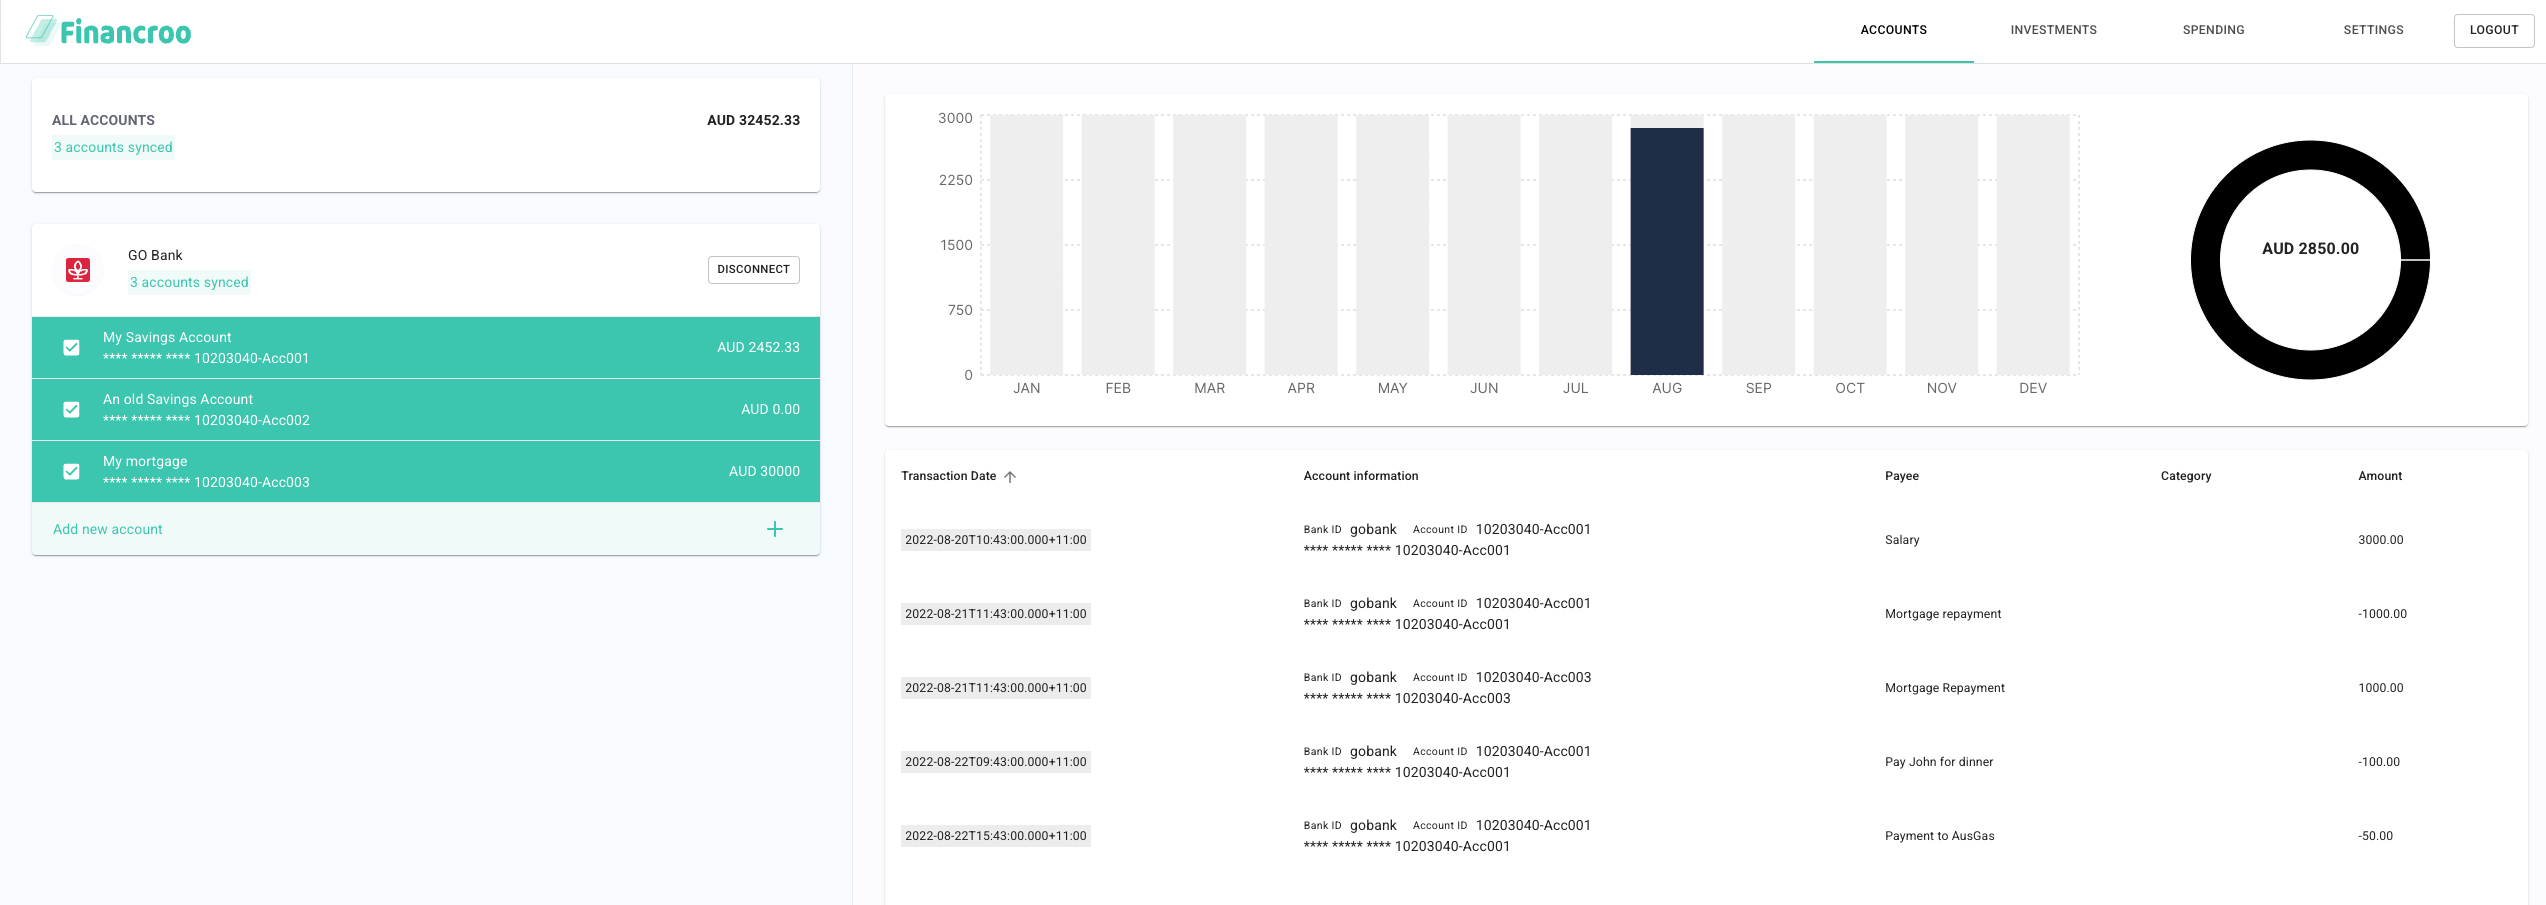 Financroo
ACCOUNTS
INVESTMENTS
SPENDING
SETTINGS
LOGOUT
ALL ACCOUNTS
AUD 32452.33
3 accounts synced
GO Bank
3 accounts synced
DISCONNECT
My Savings Account
**** ***** **** 10203040-Acc001
AUD 2452.33
An old Savings Account
**** ***** **** 10203040-Acc002
AUD 0.00
My mortgage
**** ***** **** 10203040-Acc003
AUD 30000
Add new account
3000
2250
1500
750
0
JAN FEB MAR APR MAY JUN JUL AUG SEP OCT NOV DEV
AUD 2850.00
Transaction Date Account information Payee Category Amount
2022-08-20T10:43:00.000+11:00
Bank ID gobank Account ID 10203040-Acc001
**** ***** **** 10203040-Acc001
Salary
3000.00
2022-08-21T11:43:00.000+11:00
Bank ID gobank Account ID 10203040-Acc001
**** ***** **** 10203040-Acc001
Mortgage repayment
-1000.00
2022-08-21T11:43:00.000+11:00
Bank ID gobank Account ID 10203040-Acc003
**** ***** **** 10203040-Acc003
Mortgage Repayment
1000.00
2022-08-22T09:43:00.000+11:00
Bank ID gobank Account ID 10203040-Acc001
**** ***** **** 10203040-Acc001
Pay John for dinner
-100.00
2022-08-22T15:43:00.000+11:00
Bank ID gobank Account ID 10203040-Acc001
**** ***** **** 10203040-Acc001
Payment to AusGas
-50.00